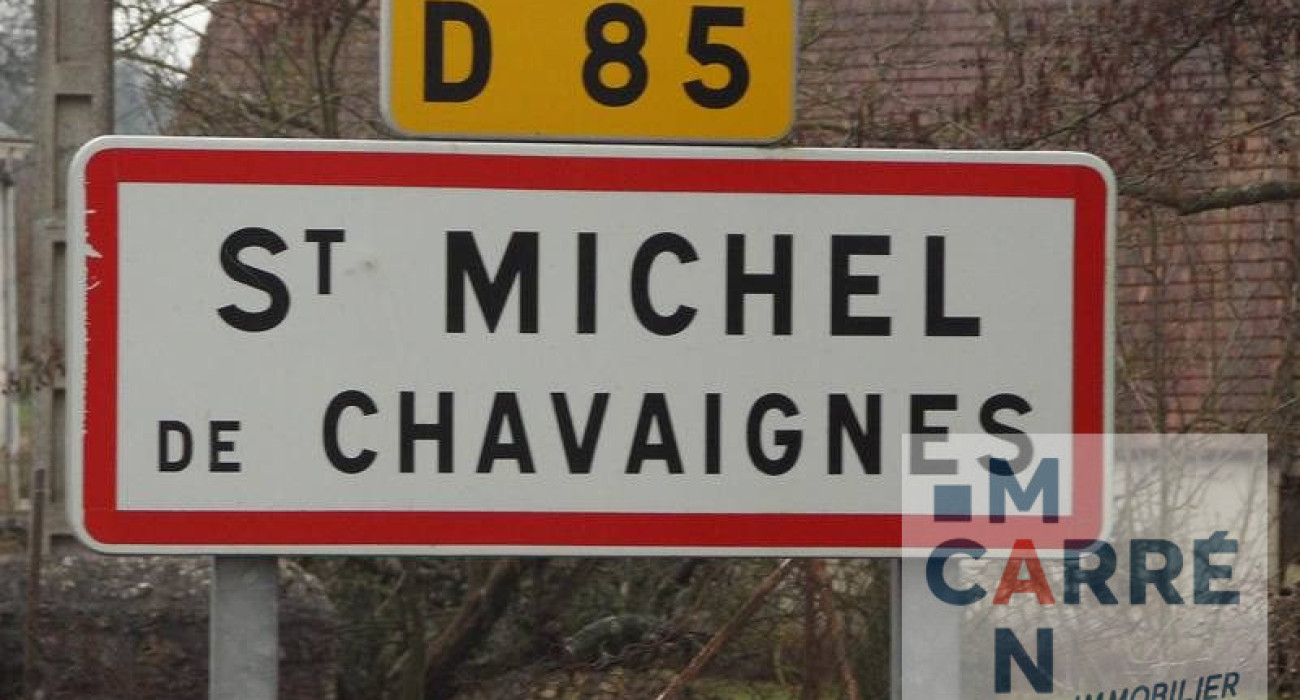 D 85
ST MICHEL
DE CHAVAIGNES
M
CARRÉ
N
IMMOBILIER